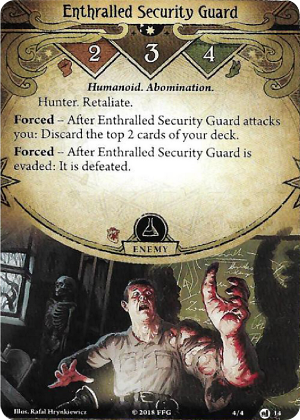 Enthralled Security Guard
2 3 4
Humanoid. Abomination.
Hunter. Retaliate.
Forced – After Enthralled Security Guard attacks
you: Discard the top 2 cards of your deck.
Forced – After Enthralled Security Guard is
evaded: It is defeated.
ENEMY
Illus. Rafał Hrynkiewicz © 2018 FFG 4/4 14